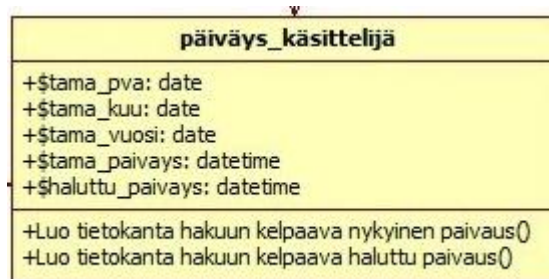 päiväys_käsittelijä
+$tama_pva: date
+$tama_kuu: date
+$tama_vuosi: date
+$tama_paivays: datetime
+$haluttu_paivays: datetime
+Luo tietokanta hakuun kelpaava nykyinen paivaus()
+Luo tietokanta hakuun kelpaava haluttu paivaus()